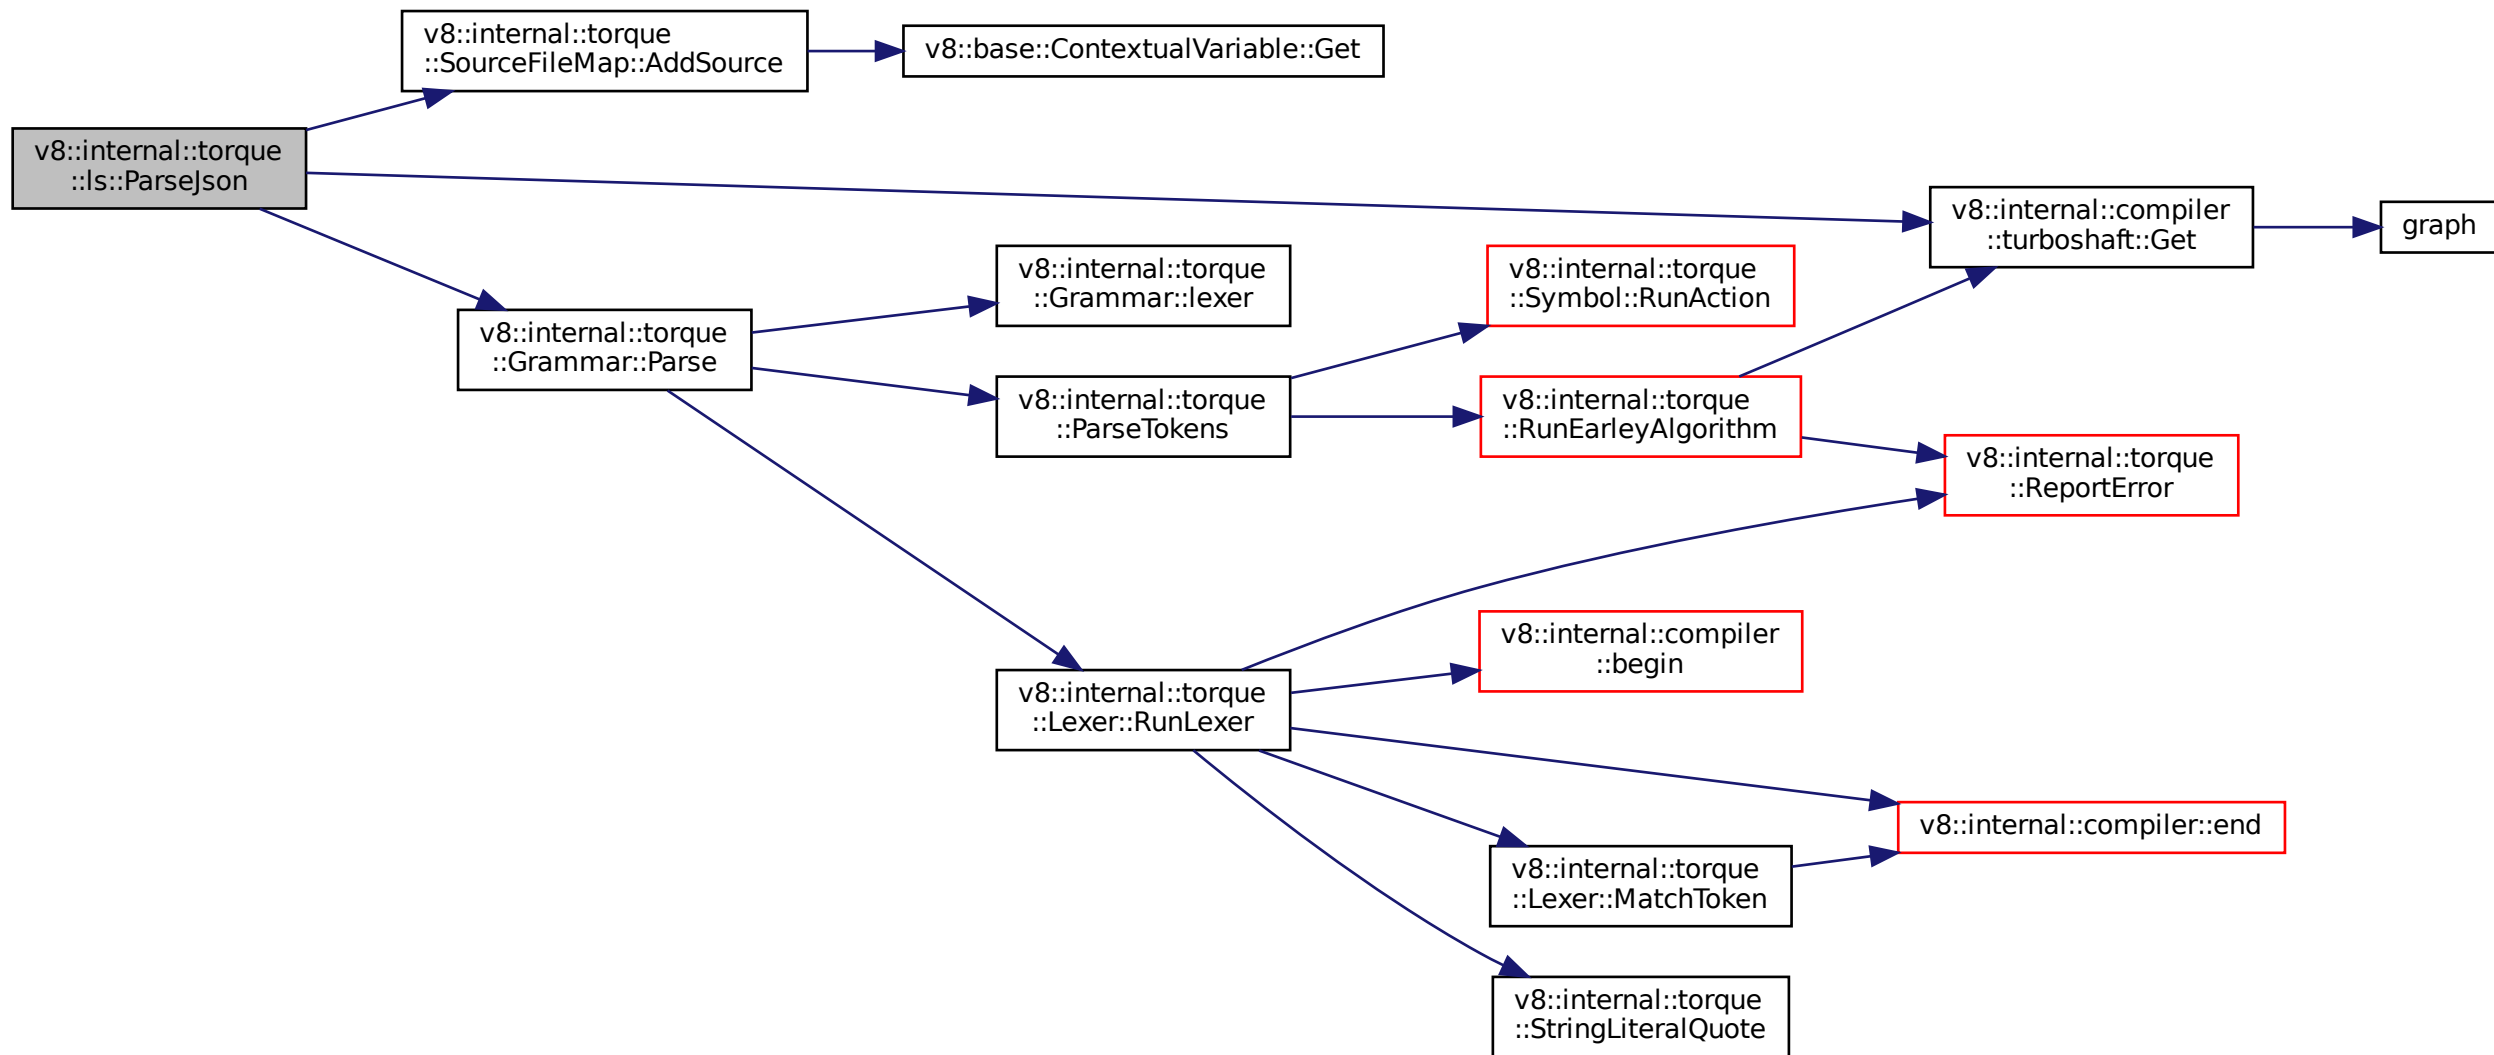 v8::internal::torque
::SourceFileMap::AddSource
v8::base::ContextualVariable::Get
v8::internal::torque
::ls::ParseJson
v8::internal::compiler
::turboshaft::Get
graph
v8::internal::torque
::Grammar::lexer
v8::internal::torque
::Symbol::RunAction
v8::internal::torque
::Grammar::Parse
v8::internal::torque
::ParseTokens
v8::internal::torque
::RunEarleyAlgorithm
v8::internal::torque
::ReportError
v8::internal::compiler
::begin
v8::internal::torque
::Lexer::RunLexer
v8::internal::compiler::end
v8::internal::torque
::Lexer::MatchToken
v8::internal::torque
::StringLiteralQuote